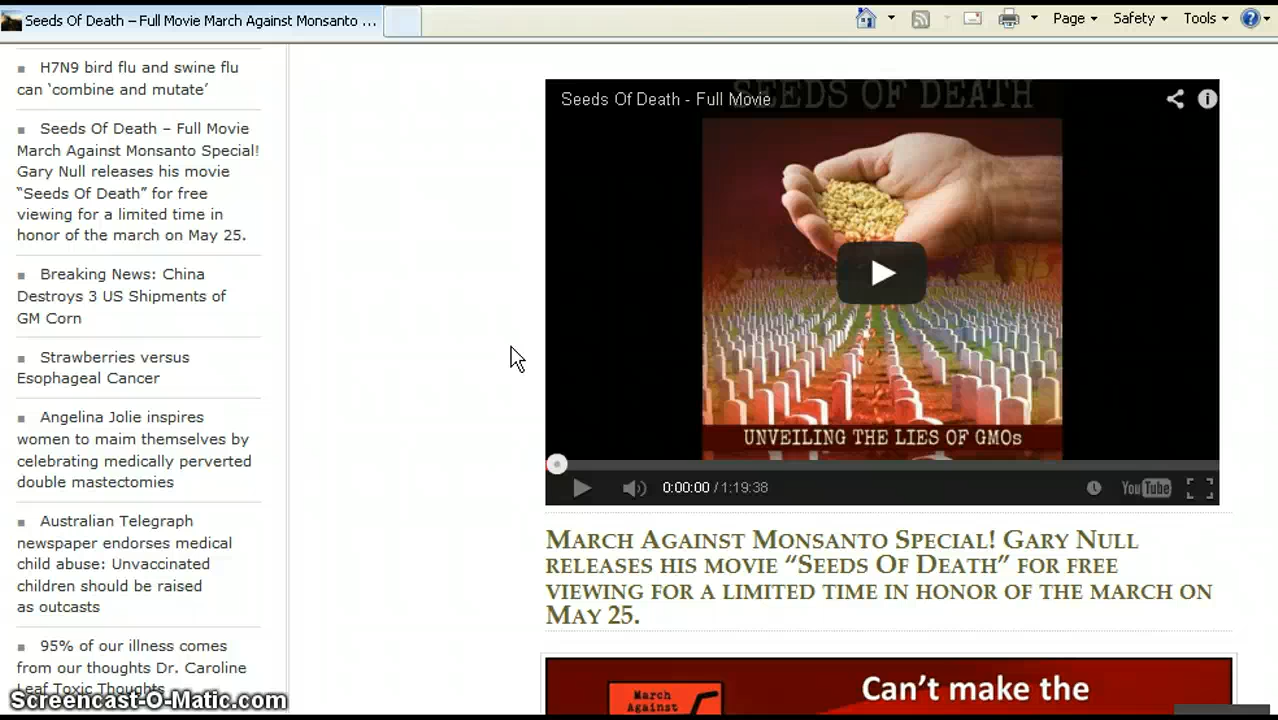 Seeds Of Death – Full Movie March Against Monsanto ...
Page
Safety
Tools
H7N9 bird flu and swine flu
can ‘combine and mutate’
Seeds Of Death – Full Movie
March Against Monsanto Special!
Gary Null releases his movie
“Seeds Of Death” for free
viewing for a limited time in
honor of the march on May 25.
Breaking News: China
Destroys 3 US Shipments of
GM Corn
Strawberries versus
Esophageal Cancer
Angelina Jolie inspires
women to maim themselves by
celebrating medically perverted
double mastectomies
Australian Telegraph
newspaper endorses medical
child abuse: Unvaccinated
children should be raised
as outcasts
95% of our illness comes
from our thoughts Dr. Caroline
Leaf Toxic Thoughts
Screencast-O-Matic.com
SEEDS OF DEATH
Seeds Of Death - Full Movie
UNVEILING THE LIES OF GMOs
0:00:00 / 1:19:38
YouTube
March Against Monsanto Special! Gary Null
releases his movie “Seeds Of Death” for free
viewing for a limited time in honor of the march on
May 25.
March
Against
Can’t make the